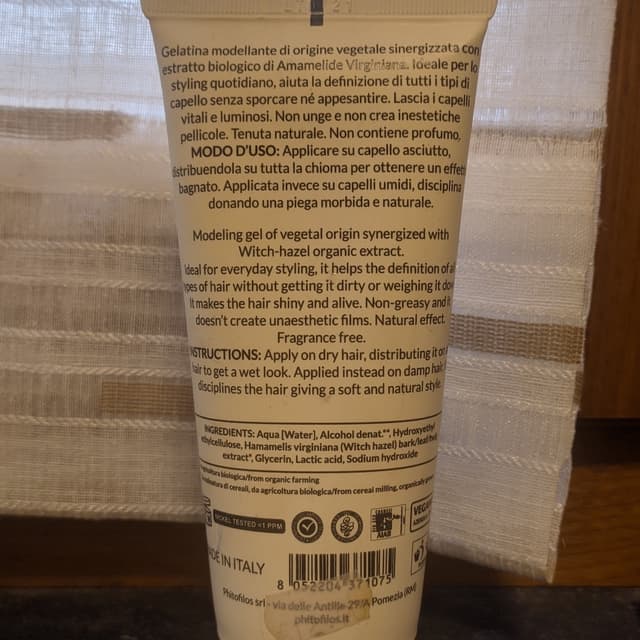 Gelatina modellante di origine vegetale sinergizzata con
estratto biologico di Amamelide Virginiana. Ideale per lo
styling quotidiano, aiuta la definizione di tutti i tipi di
capello senza sporcare né appesantire. Lascia i capelli
vitali e luminosi. Non unge e non crea inestetiche
pellicole. Tenuta naturale. Non contiene profumo.
MODO D'USO: Applicare su capello asciutto,
distribuendola su tutta la chioma per ottenere un effet
bagnato. Applicata invece su capelli umidi, disciplina
donando una piega morbida e naturale.
Modeling gel of vegetal origin synergized with
Witch-hazel organic extract.
Ideal for everyday styling, it helps the definition of a
ypes of hair without getting it dirty or weighing it do
It makes the hair shiny and alive. Non-greasy and it
doesn't create unaesthetic films. Natural effect.
Fragrance free.
NSTRUCTIONS: Apply on dry hair, distributing it on
hair to get a wet look. Applied instead on damp hair,
disciplines the hair giving a soft and natural style.
INGREDIENTS: Aqua [Water], Alcohol denat.**, Hydroxyethyl
ethylcellulose, Hamamelis virginiana (Witch hazel) bark/leaf/twig
extract*, Glycerin, Lactic acid, Sodium hydroxide
agricoltura biologica/from organic farming
da agricoltura biologica/from cereal milling, organically
NICKEL TESTED <1 PPM
AIAB
VEGAN
MADE IN ITALY
8 052204 371075
Phitofilos srl - via delle Antille 29/A Pomezia (RM)
phitofilos.it